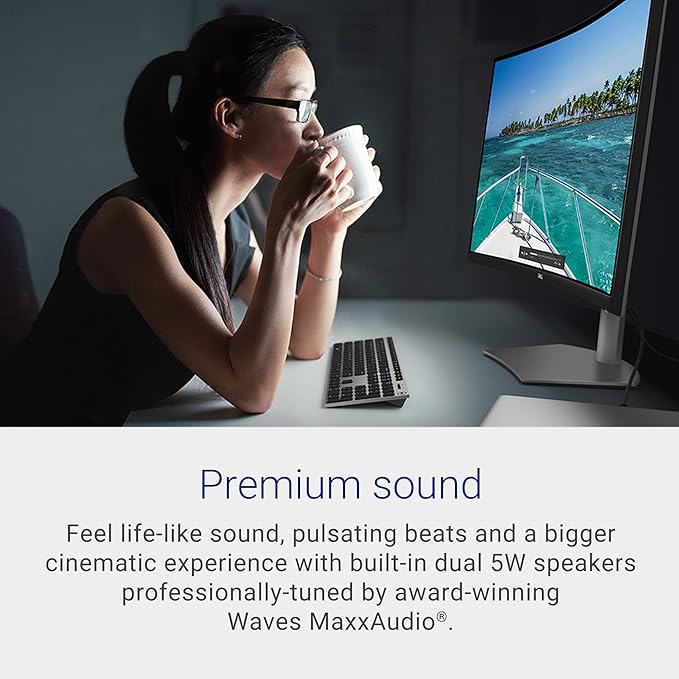 Premium sound
Feel life-like sound, pulsating beats and a bigger
cinematic experience with built-in dual 5W speakers
professionally-tuned by award-winning
Waves MaxxAudio®.